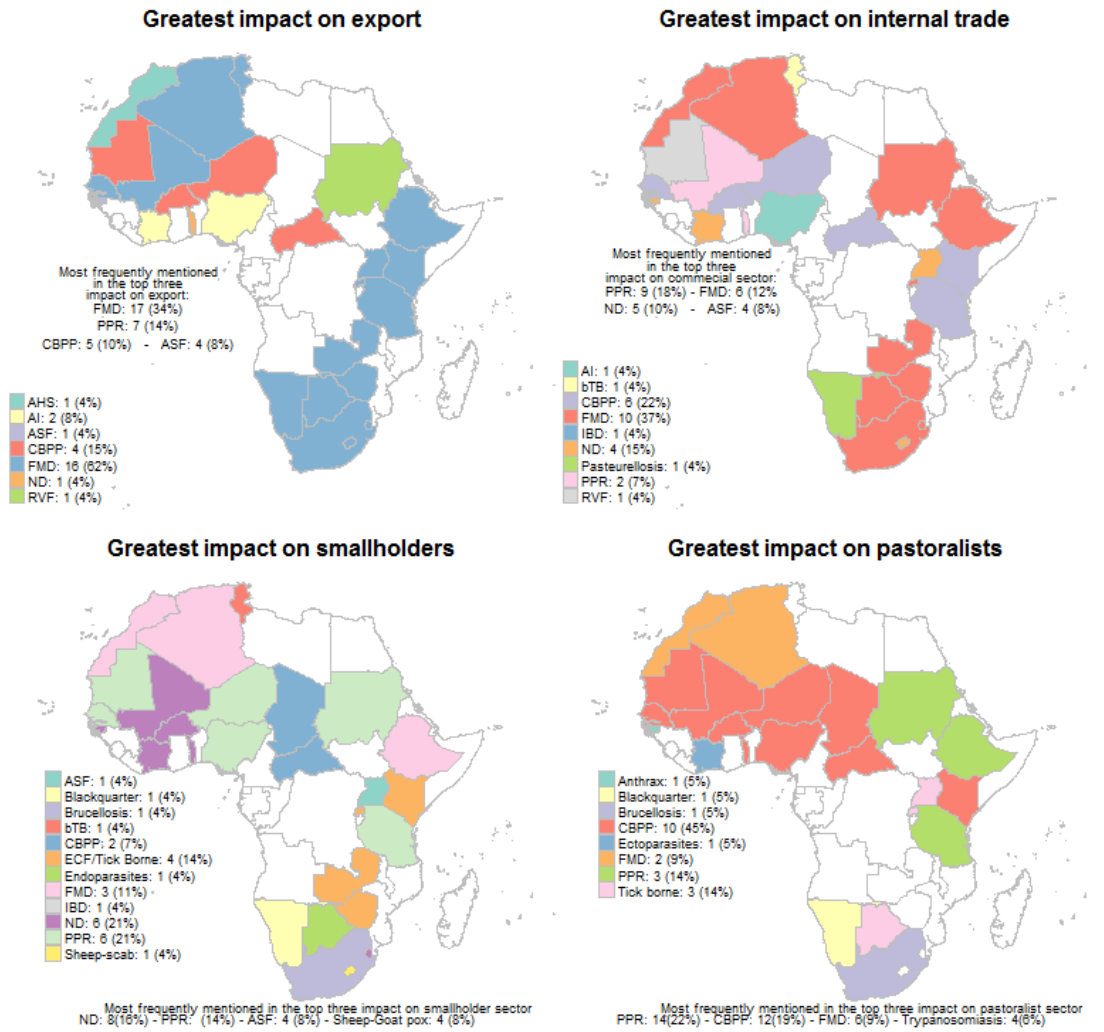 Greatest impact on export
Most frequently mentioned
in the top three
impact on export:
FMD: 17 (34%)
PPR: 7 (14%)
CBPP: 5 (10%) - ASF: 4 (8%)
AHS: 1 (4%)
AI: 2 (8%)
ASF: 1 (4%)
CBPP: 4 (15%)
FMD: 16 (62%)
ND: 1 (4%)
RVF: 1 (4%)
Greatest impact on internal trade
Most frequently mentioned
in the top three
impact on commecial sector:
PPR: 9 (18%) - FMD: 6 (12%
ND: 5 (10%) - ASF: 4 (8%)
AI: 1 (4%)
bTB: 1 (4%)
CBPP: 6 (22%)
FMD: 10 (37%)
IBD: 1 (4%)
ND: 4 (15%)
Pasteurellosis: 1 (4%)
PPR: 2 (7%)
RVF: 1 (4%)
Greatest impact on smallholders
ASF: 1 (4%)
Blackquarter: 1 (4%)
Brucellosis: 1 (4%)
bTB: 1 (4%)
CBPP: 2 (7%)
ECF/Tick Borne: 4 (14%)
Endoparasites: 1 (4%)
FMD: 3 (11%)
IBD: 1 (4%)
ND: 6 (21%)
PPR: 6 (21%)
Sheep-scab: 1 (4%)
Most frequently mentioned in the top three impact on smallholder sector
ND: 8(16%) - PPR: (14%) - ASF: 4 (8%) - Sheep-Goat pox: 4 (8%)
Greatest impact on pastoralists
Anthrax: 1 (5%)
Blackquarter: 1 (5%)
Brucellosis: 1 (5%)
CBPP: 10 (45%)
Ectoparasites: 1 (5%)
FMD: 2 (9%)
PPR: 3 (14%)
Tick borne: 3 (14%)
Most frequently mentioned in the top three impact on pastoralist sector
PPR: 14(22%) - CBPP: 12(19%) - FMD: 6(9%) - Trypanosomiasis: 4(6%)